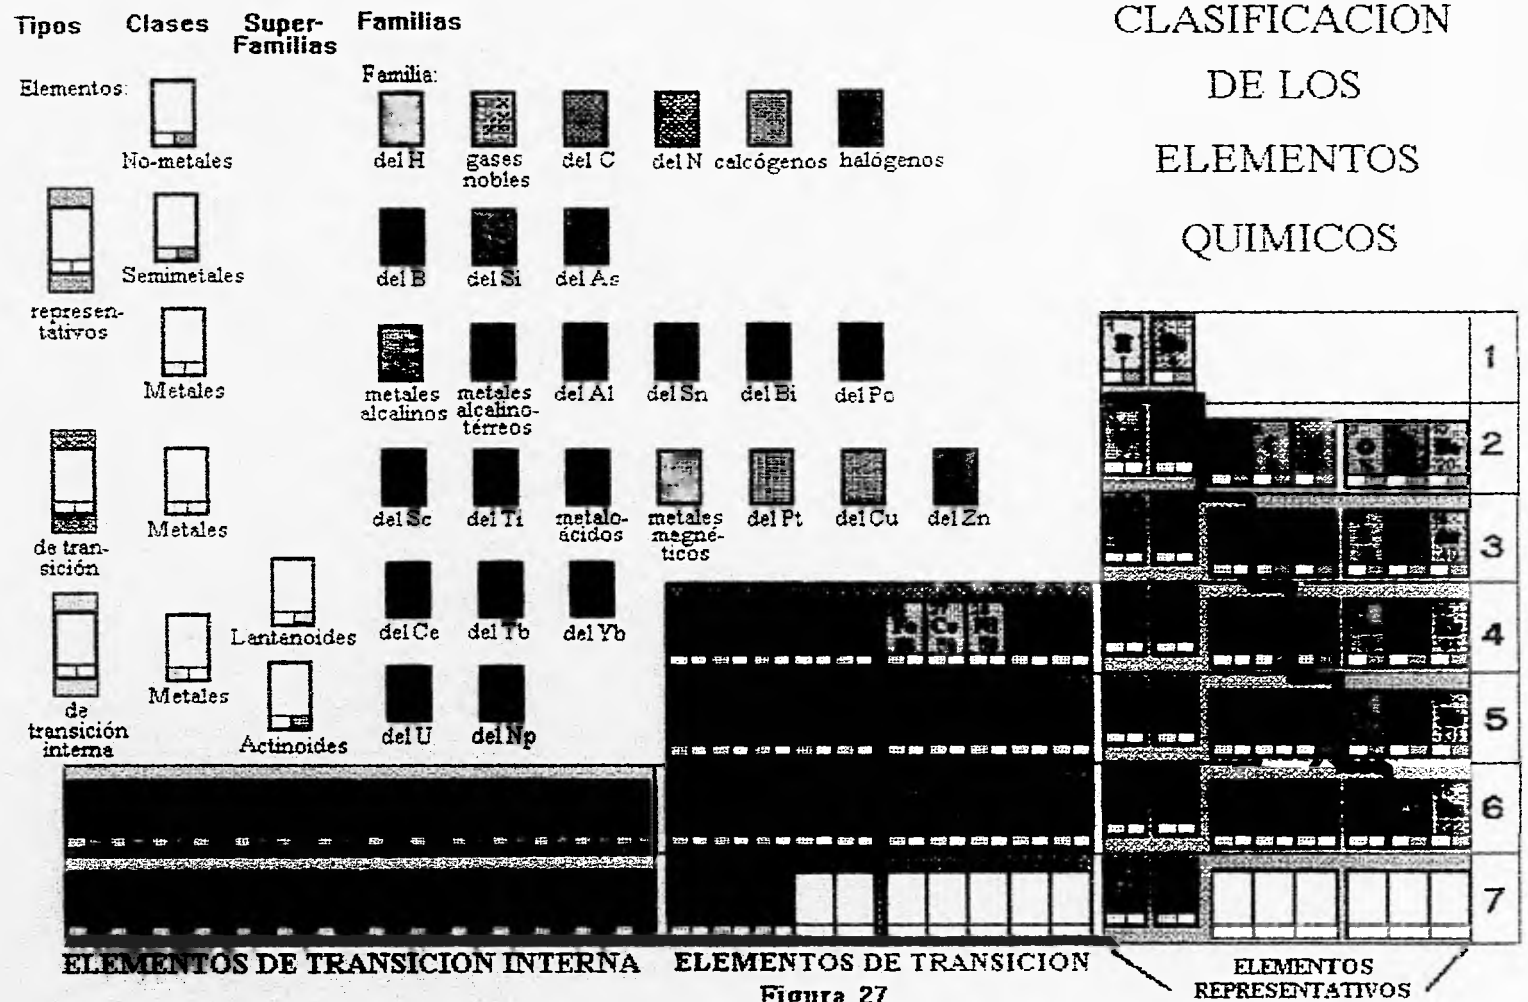 CLASIFICACION
DE LOS
ELEMENTOS
QUIMICOS
Tipos Clases Super-Familias Familias
Elementos:
Familia:
No-metales
del H
gases nobles
del C
del N
calcógenos
halógenos
represen-
tativos
Semimetales
del B
del Si
del As
Metales
metales alcalinos
metales alcalino-
térreos
del Al
del Sn
del Bi
del Po
de tran-
sición
Metales
del Sc
del Ti
metalo-
ácidos
metales magné-
ticos
del Pt
del Cu
del Zn
de transición interna
Metales
Lantanoides
del Ce
del Tb
del Yb
Actinoides
del U
del Np
1
2
3
4
5
6
7
ELEMENTOS DE TRANSICION INTERNA
ELEMENTOS DE TRANSICION
ELEMENTOS
REPRESENTATIVOS
Figura 27